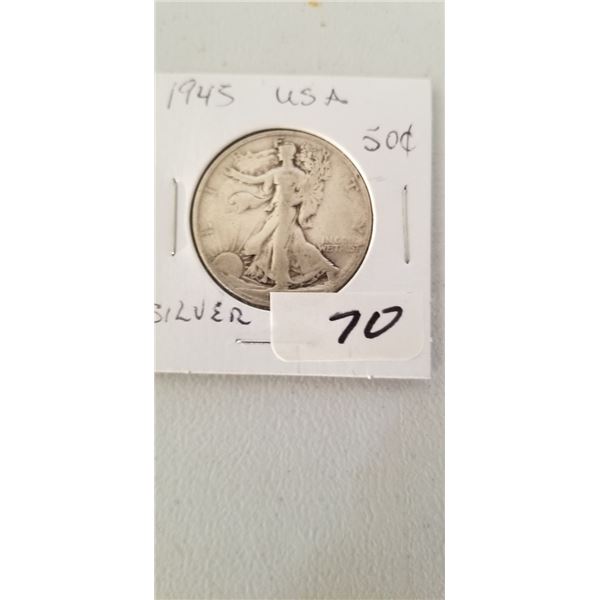 1945 USA
50¢
IN GOD
WE TRUST
SILVER
70